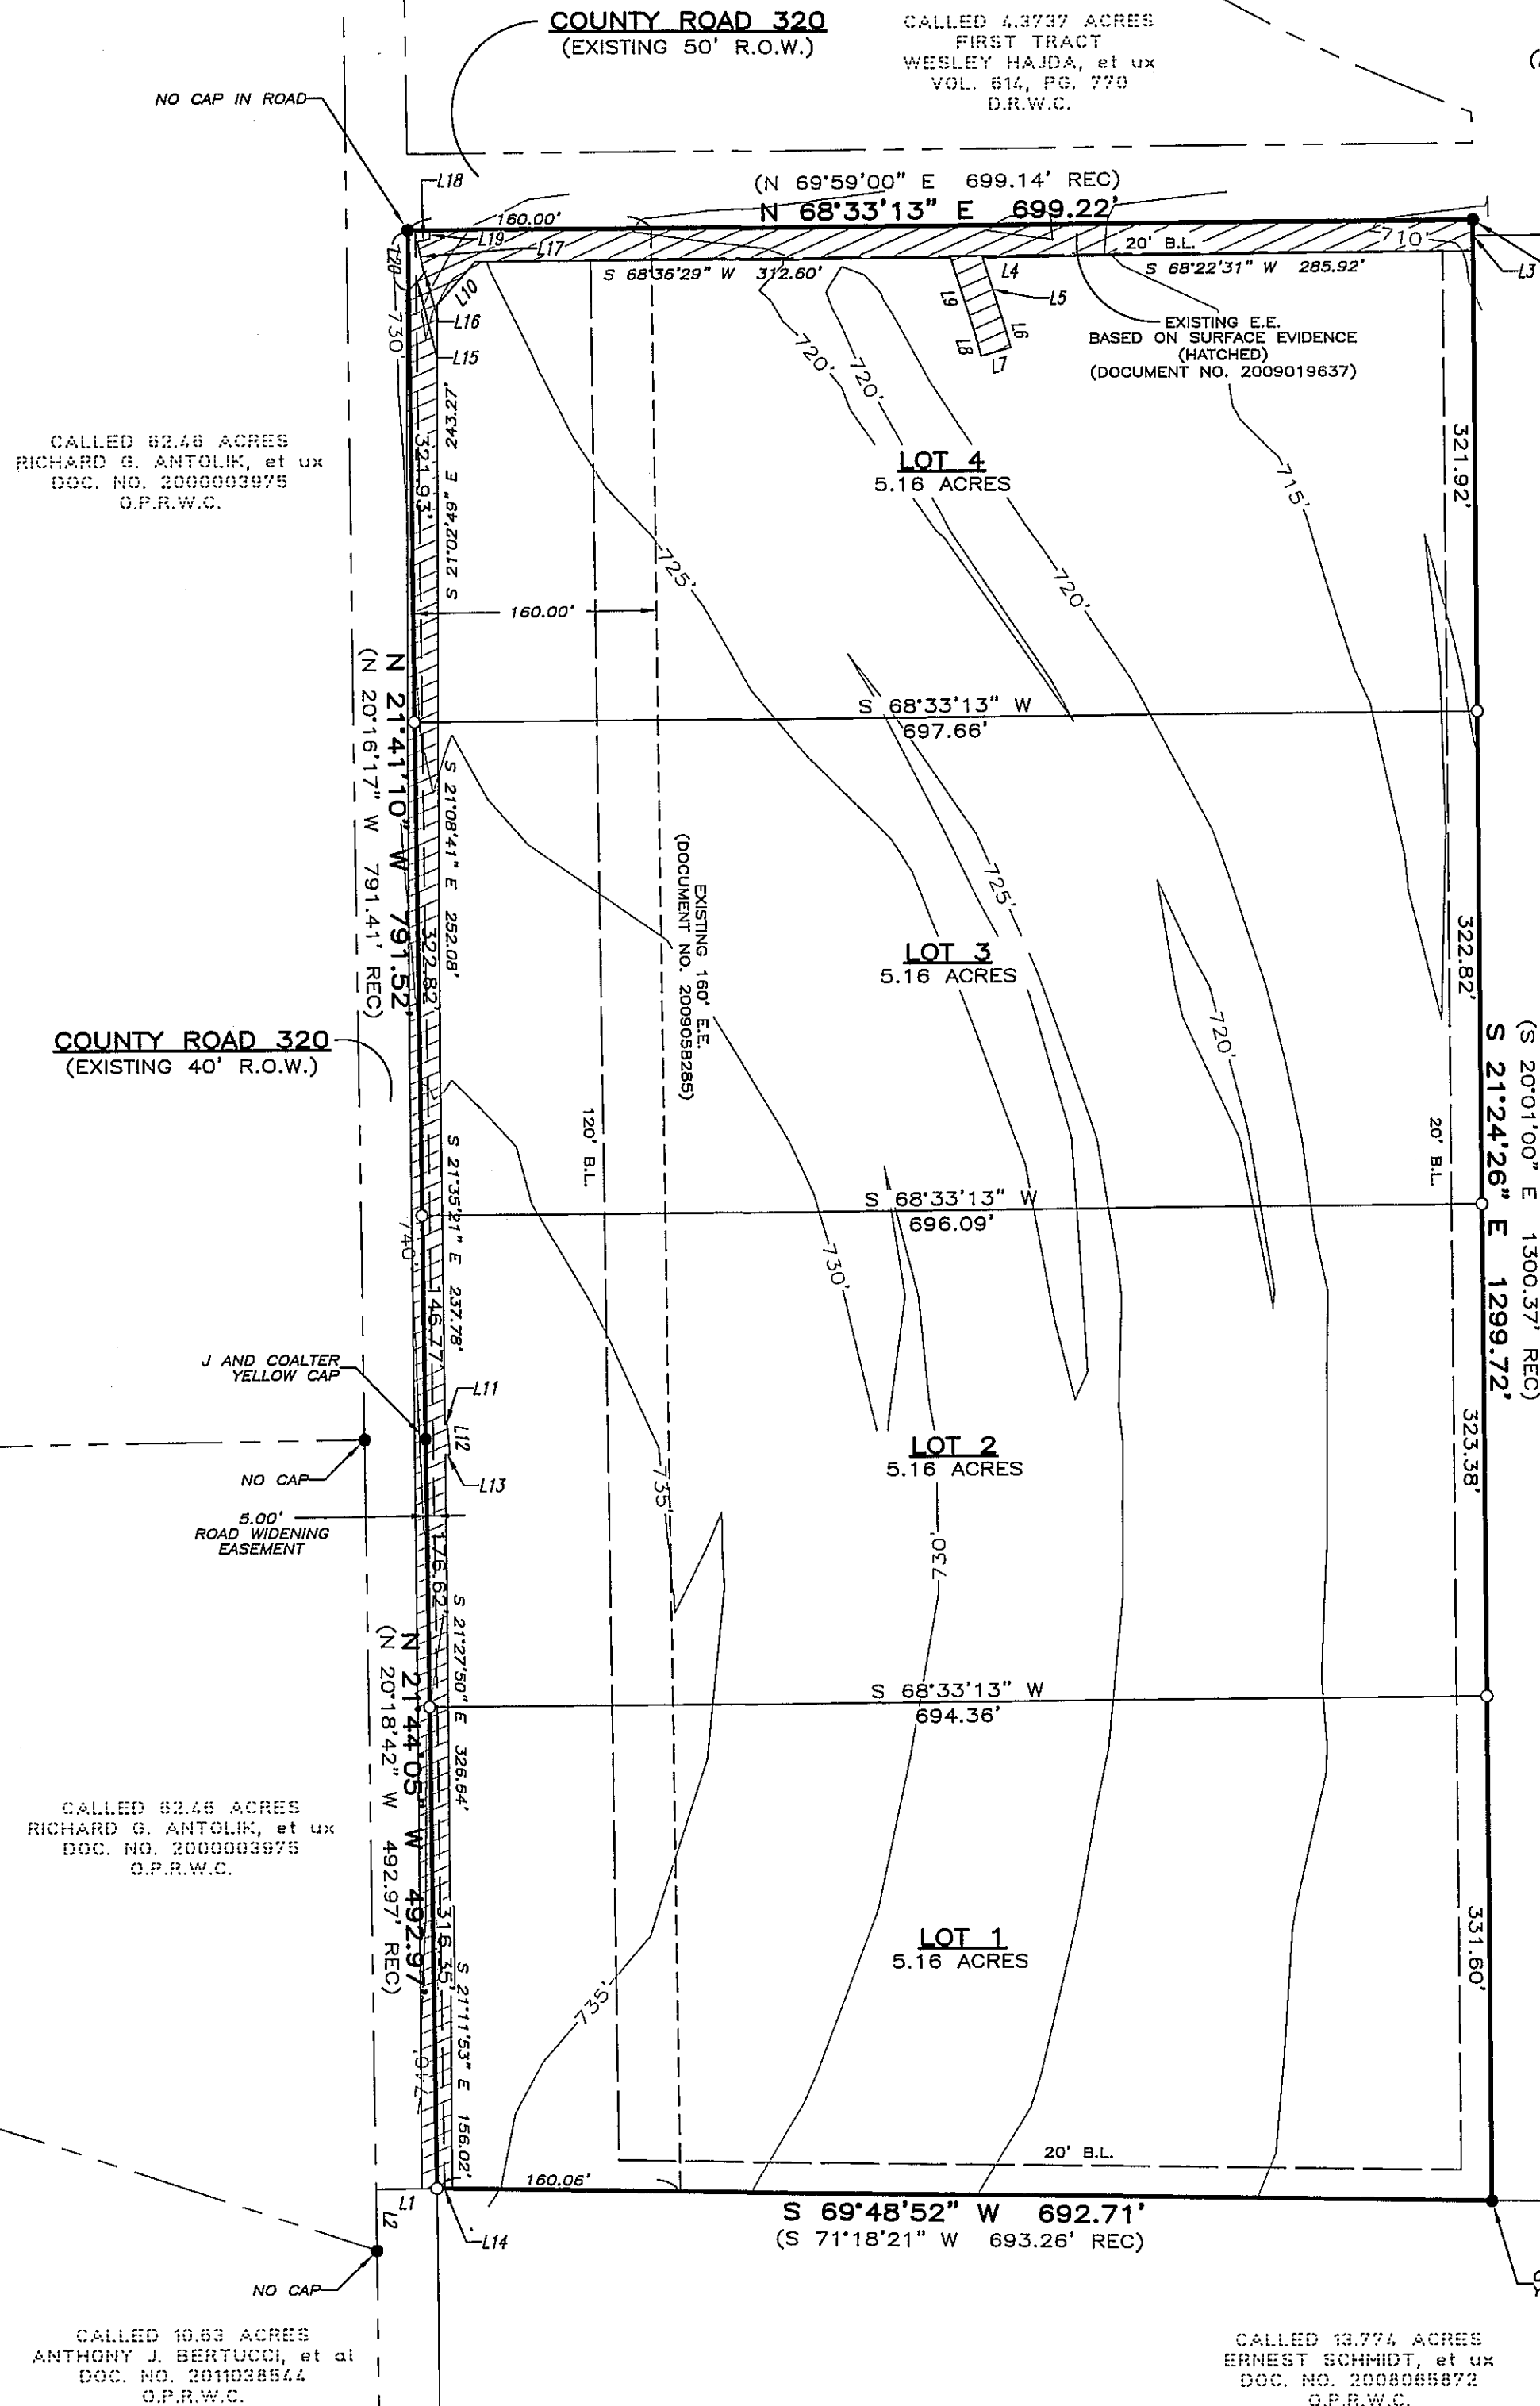 COUNTY ROAD 320
(EXISTING 50' R.O.W.)
CALLED 4.3737 ACRES
FIRST TRACT
WESLEY HAJDA, et ux
VOL. 614, PG. 770
D.R.W.C.
NO CAP IN ROAD
L18
(N 69°59'00" E 699.14' REC)
N 68°33'13" E 699.22'
160.00'
L19
L17
L20
L10
L16
L15
730'
20' B.L.
710'
L3
S 68°36'29" W 312.60'
S 68°22'31" W 285.92'
L4
L5
L9
L6
L8
L7
EXISTING E.E.
BASED ON SURFACE EVIDENCE
(HATCHED)
(DOCUMENT NO. 2009019637)
720'
720'
CALLED 62.46 ACRES
RICHARD G. ANTOLIK, et ux
DOC. NO. 2000003975
O.P.R.W.C.
321.93'
S 21°02'49" E 243.27'
LOT 4
5.16 ACRES
715'
321.92'
725'
720'
160.00'
N 21°41'10" W 791.52'
(N 20°16'17" W 791.41' REC)
S 68°33'13" W
697.66'
S 21°08'41" E 252.08'
322.82'
EXISTING 160' E.E.
(DOCUMENT NO. 2009058285)
725'
LOT 3
5.16 ACRES
322.82'
720'
COUNTY ROAD 320
(EXISTING 40' R.O.W.)
(S 20°01'00" E 1300.37' REC)
S 21°24'26" E 1299.72'
120' B.L.
20' B.L.
S 21°35'21" E 237.78'
S 68°33'13" W
696.09'
740'
146.77'
730'
J AND COALTER
YELLOW CAP
L11
L12
L13
NO CAP
5.00'
ROAD WIDENING
EASEMENT
735'
LOT 2
5.16 ACRES
323.38'
730'
176.62'
S 21°27'50" E 326.64'
N 21°44'05" W 492.97'
(N 20°18'42" W 492.97' REC)
S 68°33'13" W
694.36'
CALLED 62.46 ACRES
RICHARD G. ANTOLIK, et ux
DOC. NO. 2000003975
O.P.R.W.C.
316.35'
S 21°11'53" E 156.02'
LOT 1
5.16 ACRES
331.60'
735'
740'
20' B.L.
160.06'
L1
L2
L14
S 69°48'52" W 692.71'
(S 71°18'21" W 693.26' REC)
NO CAP
CALLED 10.63 ACRES
ANTHONY J. BERTUCCI, et al
DOC. NO. 2011038544
O.P.R.W.C.
CALLED 13.774 ACRES
ERNEST SCHMIDT, et ux
DOC. NO. 2008065872
O.P.R.W.C.